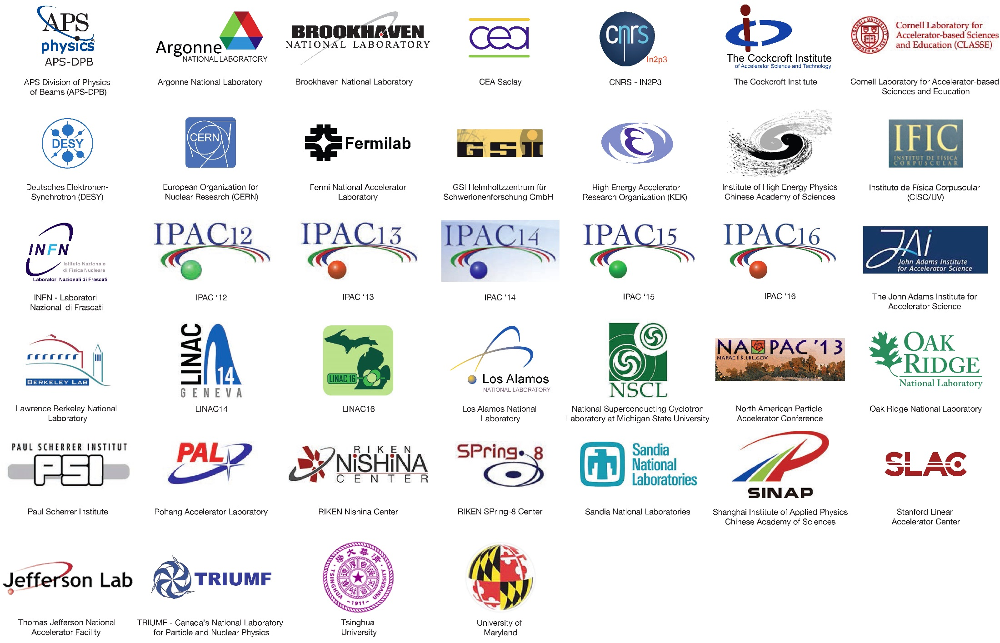 APS
physics®
APS-DPB
APS Division of Physics
of Beams (APS-DPB)
Argonne
NATIONAL LABORATORY
Argonne National Laboratory
BROOKHAVEN
NATIONAL LABORATORY
Brookhaven National Laboratory
cea
CEA Saclay
cnrs
In2p3
CNRS - IN2P3
The Cockcroft Institute
of Accelerator Science and Technology
The Cockcroft Institute
CORNELL UNIVERSITY
FOUNDED A.D. 1865
Cornell Laboratory for
Accelerator-based Sciences
and Education (CLASSE)
Cornell Laboratory for Accelerator-based
Sciences and Education
DESY
Deutsches Elektronen-
Synchrotron (DESY)
CERN
European Organization for
Nuclear Research (CERN)
Fermilab
Fermi National Accelerator
Laboratory
GSI
GSI Helmholtzzentrum für
Schwerionenforschung GmbH
High Energy Accelerator
Research Organization (KEK)
Institute of High Energy Physics
Chinese Academy of Sciences
IFIC
INSTITUT DE FÍSICA
CORPUSCULAR
Instituto de Física Corpuscular
(CISC/UV)
INFN
Istituto Nazionale
di Fisica Nucleare
Laboratori Nazionali di Frascati
INFN - Laboratori
Nazionali di Frascati
IPAC12
IPAC ‘12
IPAC13
IPAC ‘13
IPAC14
IPAC ‘14
IPAC15
IPAC ‘15
IPAC16
IPAC ‘16
JAI
John Adams Institute
for Accelerator Science
The John Adams Institute for
Accelerator Science
BERKELEY LAB
Lawrence Berkeley National
Laboratory
LINAC
14
GENEVA
LINAC14
LINAC 16
LINAC16
Los Alamos
NATIONAL LABORATORY
Los Alamos National
Laboratory
NSCL
National Superconducting Cyclotron
Laboratory at Michigan State University
NA PAC '13
NAPAC13.LBL.GOV
North American Particle
Accelerator Conference
OAK
RIDGE
National Laboratory
Oak Ridge National Laboratory
PAUL SCHERRER INSTITUT
PSI
Paul Scherrer Institute
PAL
Pohang Accelerator Laboratory
RIKEN
NiSHiNA
CENTER
RIKEN Nishina Center
SPring-8
RIKEN SPring-8 Center
Sandia
National
Laboratories
Sandia National Laboratories
SINAP
Shanghai Institute of Applied Physics
Chinese Academy of Sciences
SLAC
Stanford Linear
Accelerator Center
Jefferson Lab
Thomas Jefferson National
Accelerator Facility
TRIUMF
TRIUMF - Canada’s National Laboratory
for Particle and Nuclear Physics
學大華清
TSINGHUA UNIVERSITY
-1911-
Tsinghua
University
University of
Maryland